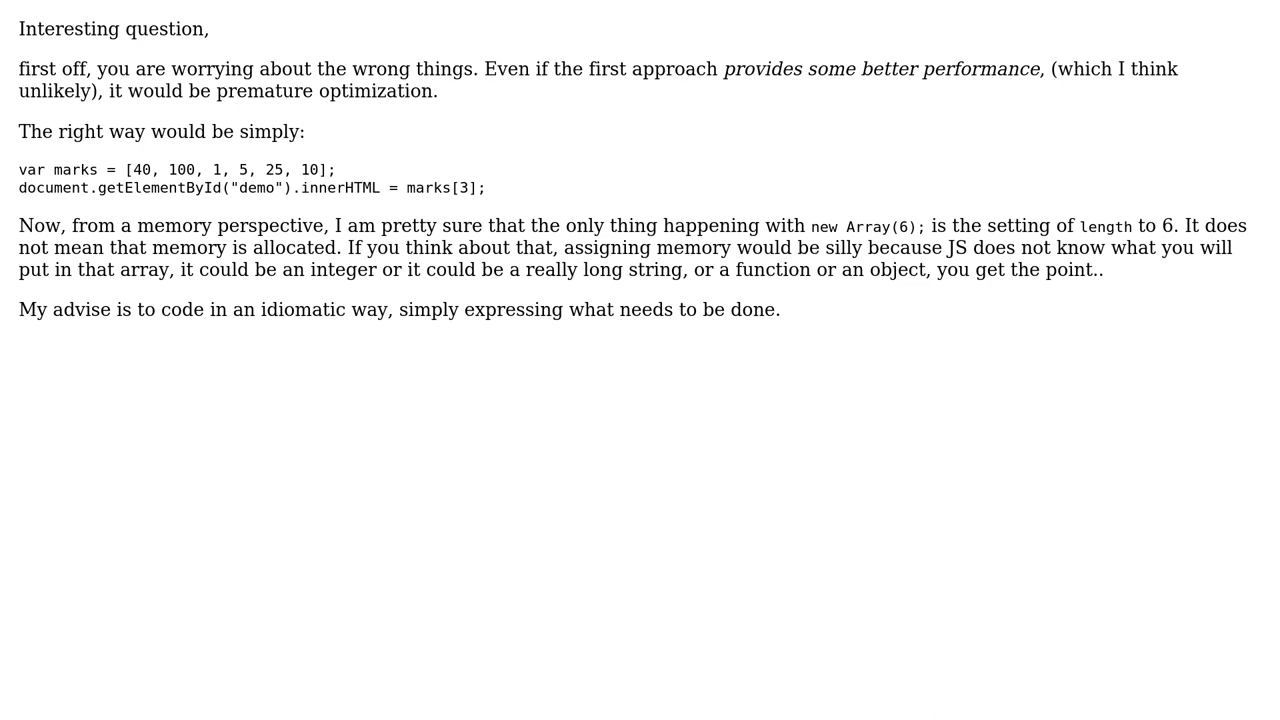 Interesting question,
first off, you are worrying about the wrong things. Even if the first approach provides some better performance, (which I think
unlikely), it would be premature optimization.
The right way would be simply:
var marks = [40, 100, 1, 5, 25, 10];
document.getElementById("demo").innerHTML = marks[3];
Now, from a memory perspective, I am pretty sure that the only thing happening with new Array(6); is the setting of length to 6. It does
not mean that memory is allocated. If you think about that, assigning memory would be silly because JS does not know what you will
put in that array, it could be an integer or it could be a really long string, or a function or an object, you get the point..
My advise is to code in an idiomatic way, simply expressing what needs to be done.